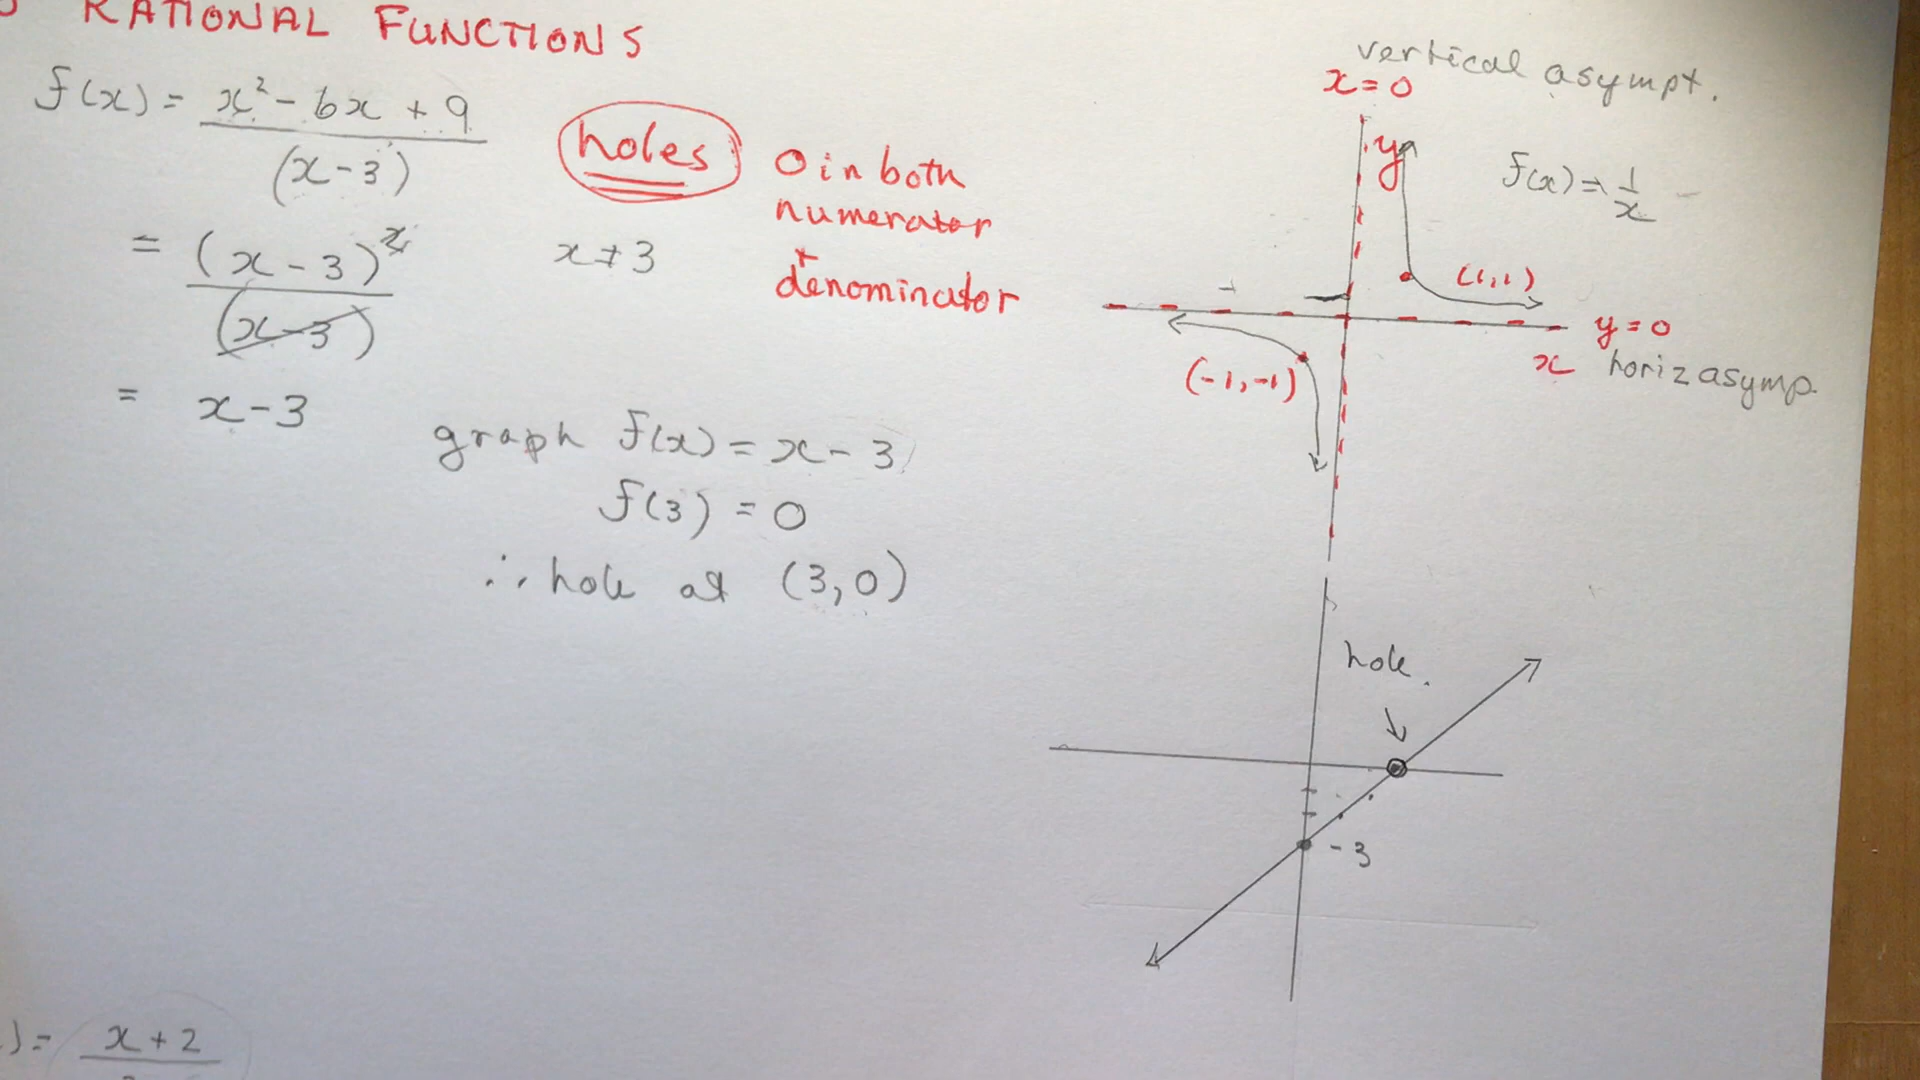 RATIONAL FUNCTIONS
f(x) = x² - 6x + 9
(x-3)
= (x-3)²
(x-3)
= x-3
holes
x ≠ 3
0 in both
numerator
+
denominator
graph f(x) = x - 3
f(3) = 0
∴ hole at (3,0)
vertical asympt.
x = 0
y
f(x) = 1/x
(1,1)
y = 0
x horiz asymp.
(-1,-1)
hole.
-3
) = x + 2